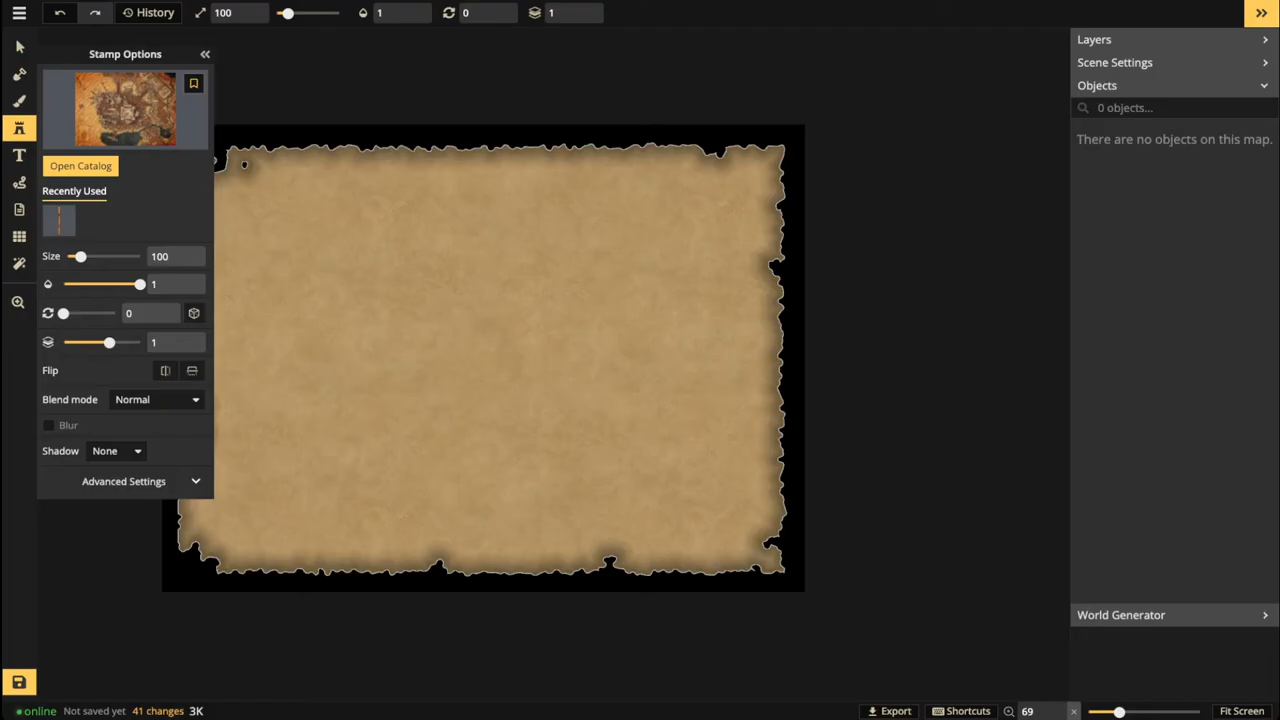 History 100 1 0 1
Stamp Options
Open Catalog
Recently Used
Size 100
1
0
1
Flip
Blend mode Normal
Blur
Shadow None
Advanced Settings
Layers
Scene Settings
Objects
0 objects...
There are no objects on this map.
World Generator
online Not saved yet 41 changes 3K Export Shortcuts 69 Fit Screen